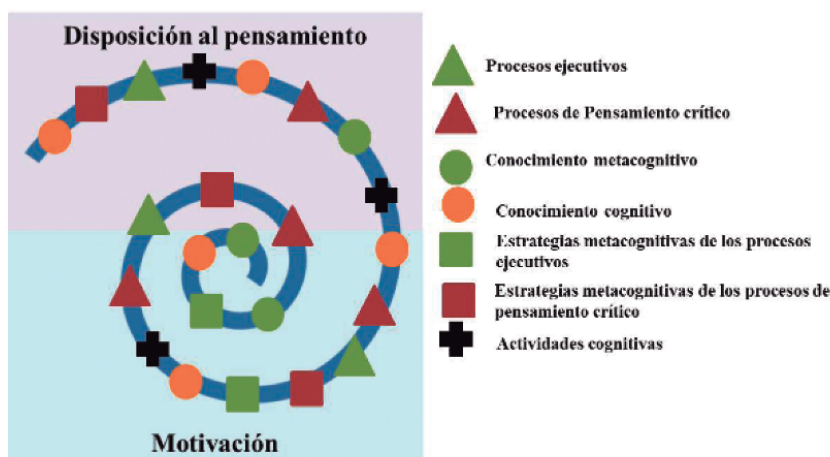 Disposición al pensamiento
Motivación
Procesos ejecutivos
Procesos de Pensamiento crítico
Conocimiento metacognitivo
Conocimiento cognitivo
Estrategias metacognitivas de los procesos
ejecutivos
Estrategias metacognitivas de los procesos de
pensamiento crítico
Actividades cognitivas